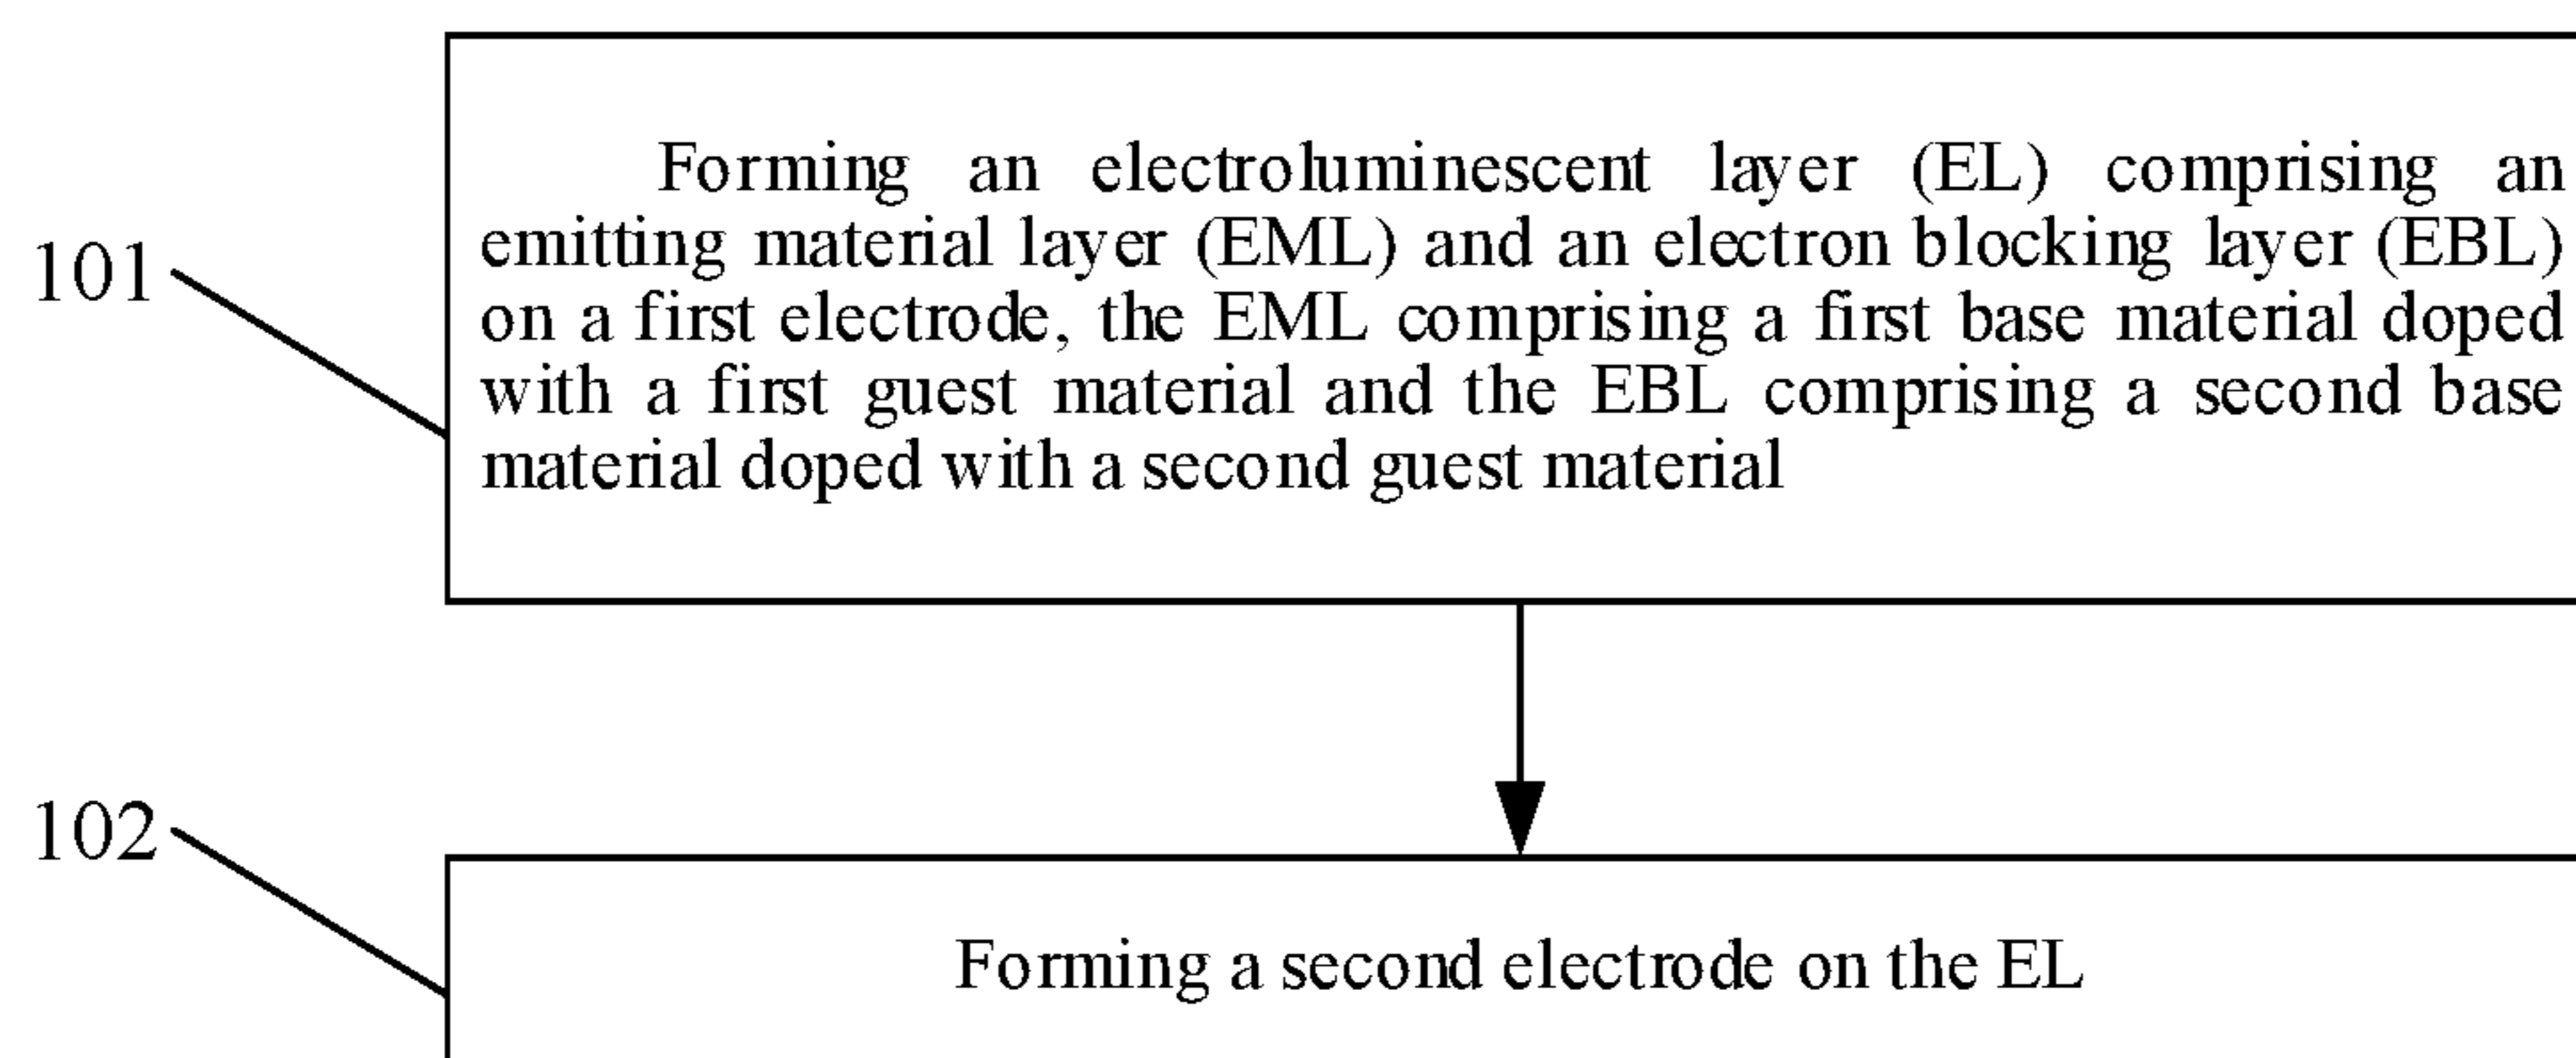 Forming an electroluminescent layer (EL) comprising an
emitting material layer (EML) and an electron blocking layer (EBL)
101
on a first electrode, the EML comprising a first base material doped
with a first guest material and the EBL comprising a second base
material doped with a second guest material
102
Forming a second electrode on the EL